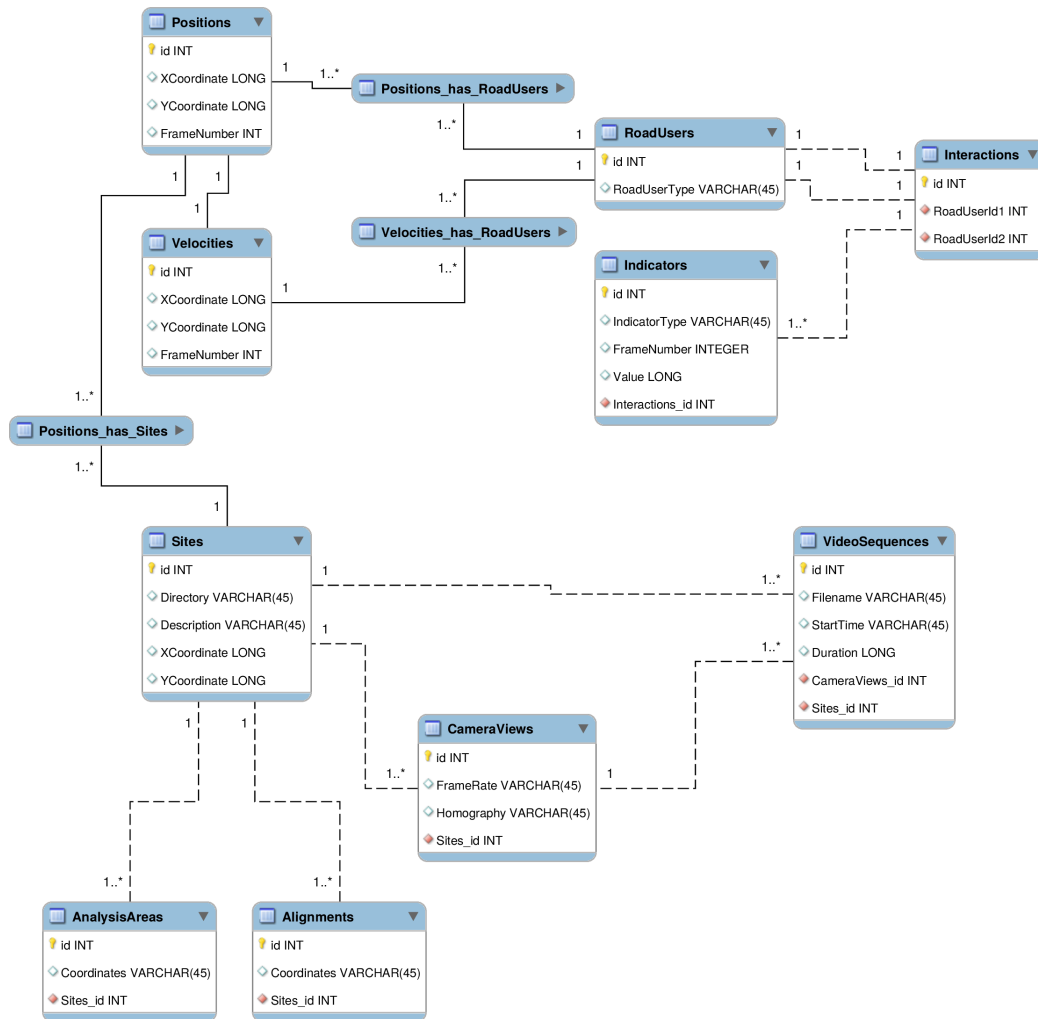 Positions
id INT
XCoordinate LONG
YCoordinate LONG
FrameNumber INT
1
1..*
Positions_has_RoadUsers
1..*
1
RoadUsers
id INT
RoadUserType VARCHAR(45)
1
1
1
1
1
Interactions
id INT
RoadUserId1 INT
RoadUserId2 INT
1
1
1
1
Velocities
id INT
XCoordinate LONG
YCoordinate LONG
FrameNumber INT
1
1..*
Velocities_has_RoadUsers
1..*
Indicators
id INT
IndicatorType VARCHAR(45)
FrameNumber INTEGER
Value LONG
Interactions_id INT
1..*
1..*
Positions_has_Sites
1..*
1
Sites
id INT
Directory VARCHAR(45)
Description VARCHAR(45)
XCoordinate LONG
YCoordinate LONG
1
1
1
1
1..*
VideoSequences
id INT
Filename VARCHAR(45)
StartTime VARCHAR(45)
Duration LONG
CameraViews_id INT
Sites_id INT
1..*
CameraViews
id INT
FrameRate VARCHAR(45)
Homography VARCHAR(45)
Sites_id INT
1..*
1
1..*
AnalysisAreas
id INT
Coordinates VARCHAR(45)
Sites_id INT
1..*
Alignments
id INT
Coordinates VARCHAR(45)
Sites_id INT